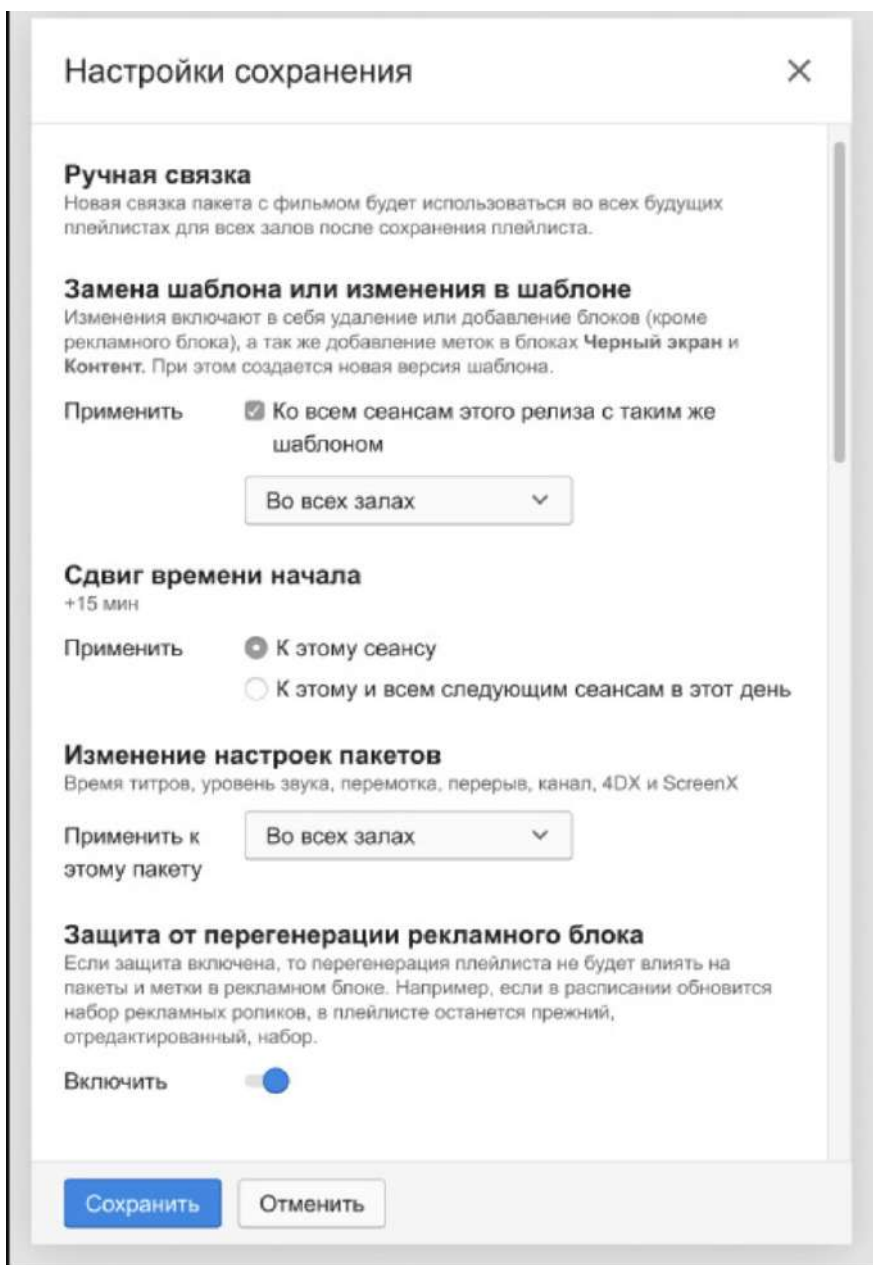 Настройки сохранения
Ручная связка
Новая связка пакета с фильмом будет использоваться во всех будущих
плейлистах для всех залов после сохранения плейлиста.
Замена шаблона или изменения в шаблоне
Изменения включают в себя удаление или добавление блоков (кроме
рекламного блока), а так же добавление меток в блоках Черный экран и
Контент. При этом создается новая версия шаблона.
Применить
Ко всем сеансам этого релиза с таким же
шаблоном
Во всех залах
Сдвиг времени начала
+15 мин
Применить
К этому сеансу
К этому и всем следующим сеансам в этот день
Изменение настроек пакетов
Время титров, уровень звука, перемотка, перерыв, канал, 4DX и ScreenX
Применить к
этому пакету
Во всех залах
Защита от перегенерации рекламного блока
Если защита включена, то перегенерация плейлиста не будет влиять на
пакеты и метки в рекламном блоке. Например, если в расписании обновится
набор рекламных роликов, в плейлисте останется прежний,
отредактированный, набор.
Включить
Сохранить
Отменить